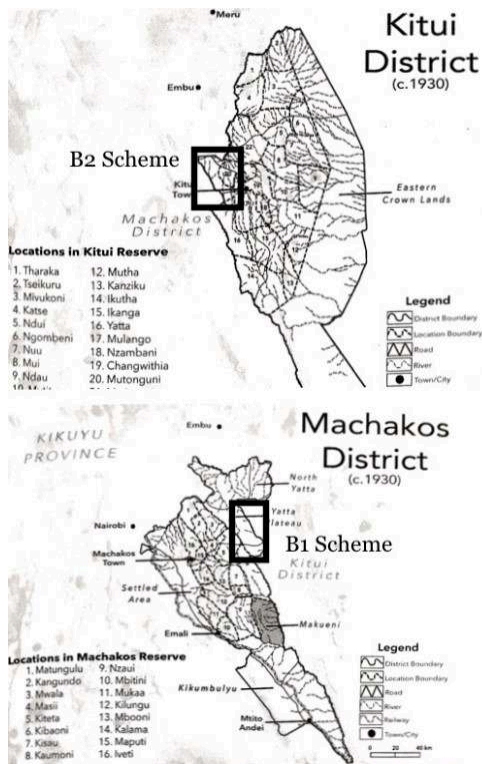 Meru
Kitui
District
(c.1930)
Embu
B2 Scheme
Kitu
Tow
Machakos
District
Eastern
Crown Lands
Locations in Kitui Reserve
1. Tharaka
2. Tseikuru
3. Mivukoni
4. Katse
5. Ndui
6. Ngombeni
7. Nuu
8. Mui
9. Ndau
12. Mutha
13. Kanziku
14. Ikutha
15. Ikanga
16. Yatta
17. Mulango
18. Nzambani
19. Changwithia
20. Mutonguni
Legend
District Boundary
Location Boundary
Road
River
Town/City
Machakos
District
(c.1930)
KIKUYU
PROVINCE
Embu
North
Yatta
Nairobi
Yatta
lateau
B1 Scheme
Machakos
Town
Kitui
District
Settled
Area
Makueni
Emali
Locations in Machakos Reserve
1. Matungulu
2. Kangundo
3. Mwala
4. Masii
5. Kiteta
6. Kibaoni
7. Kisau
8. Kaumoni
9. Nzaui
10. Mbitini
11. Mukaa
12. Kilungu
13. Mbooni
14. Kalama
15. Maputi
16. Iveti
Kikumbulyu
Mtito
Andei
Legend
District Boundary
Location Boundary
Road
River
Railway
Town/City
0 20 40 km